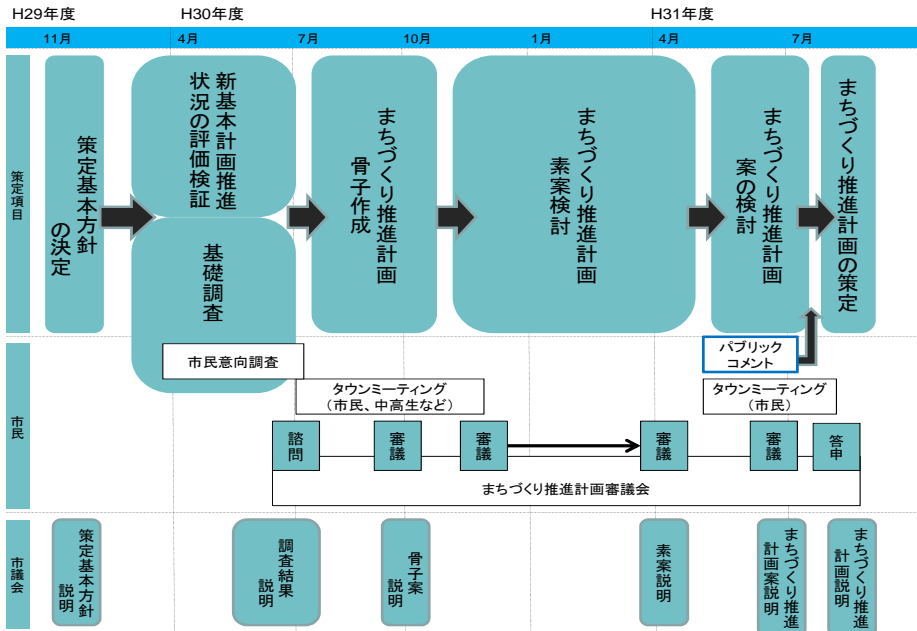 H29年度
H30年度
H31年度
11月
4月
7月
10月
1月
4月
7月
策定項目
策定基本方針
の決定
新基本計画推進
状況の評価検証
基礎調査
まちづくり推進計画
骨子作成
まちづくり推進計画
素案検討
まちづくり推進計画
案の検討
まちづくり推進計画の策定
市民
市民意向調査
パブリック
コメント
タウンミーティング
(市民、中高生など)
タウンミーティング
(市民)
諮問
審議
審議
審議
審議
答申
まちづくり推進計画審議会
市議会
策定基本方針
説明
調査結果
説明
骨子案
説明
素案説明
まちづくり推進
計画案説明
まちづくり推進
計画説明